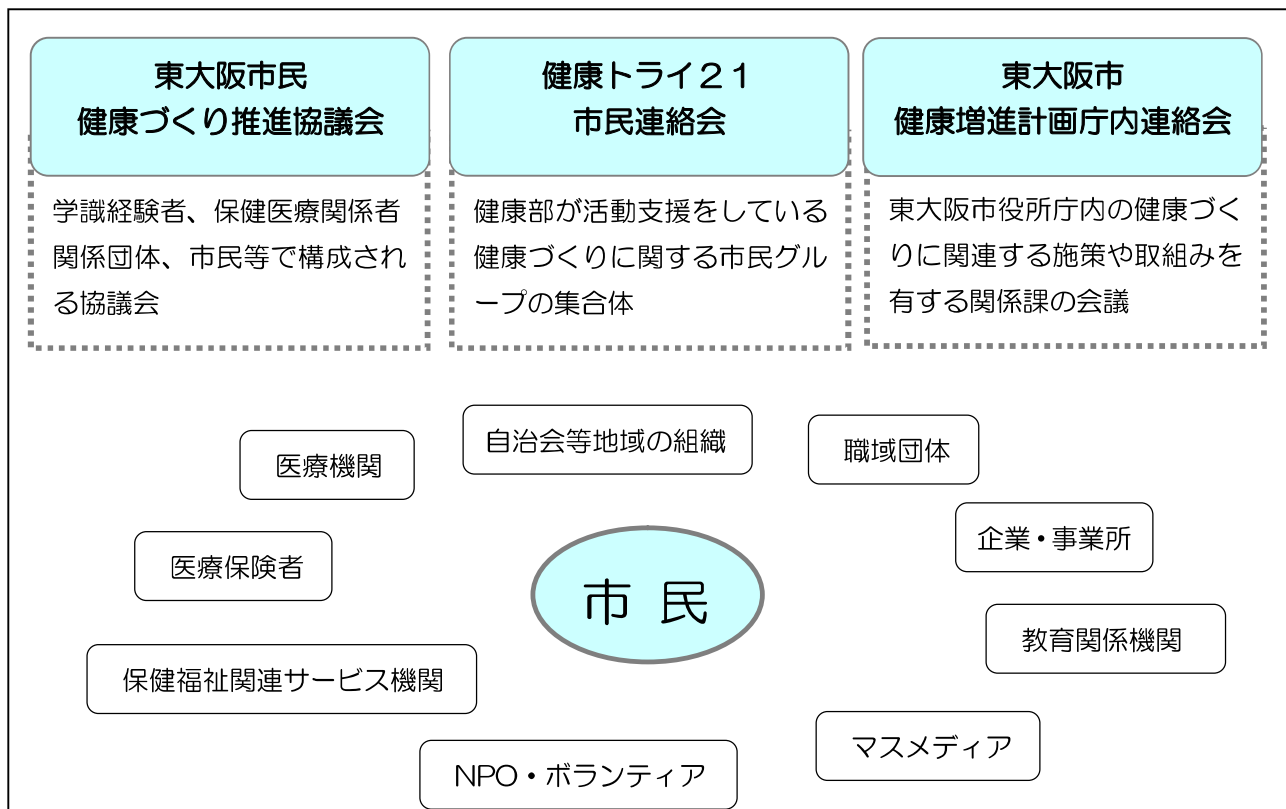 東大阪市民
健康づくり推進協議会
学識経験者、保健医療関係者
関係団体、市民等で構成され
る協議会
健康トライ２１
市民連絡会
健康部が活動支援をしている
健康づくりに関する市民グル
ープの集合体
東大阪市
健康増進計画庁内連絡会
東大阪市役所庁内の健康づく
りに関連する施策や取組みを
有する関係課の会議
自治会等地域の組織
医療機関
職域団体
企業・事業所
医療保険者
市 民
教育関係機関
保健福祉関連サービス機関
マスメディア
NPO・ボランティア